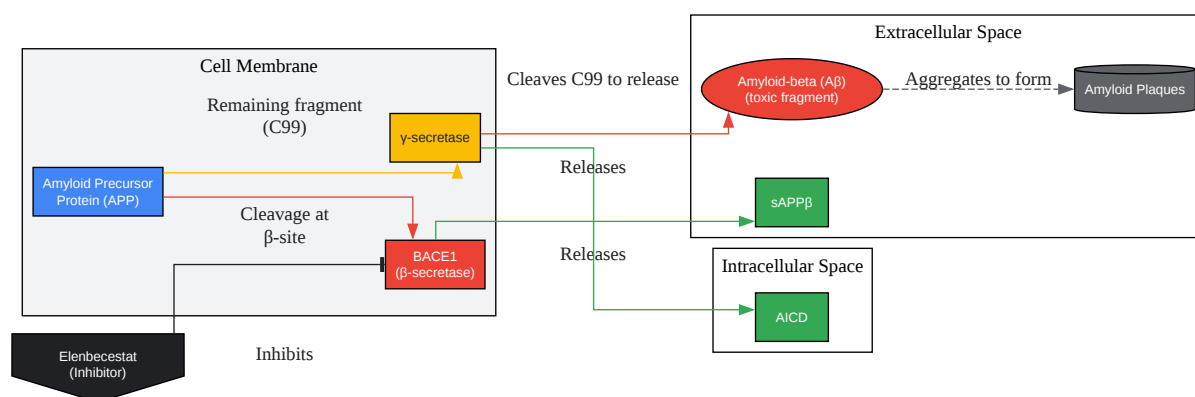 Extracellular Space
Cell Membrane
Cleaves C99 to release
Amyloid-beta (Aβ)
(toxic fragment)
Aggregates to form
Amyloid Plaques
Remaining fragment
(C99)
γ-secretase
Releases
Amyloid Precursor
Protein (APP)
sAPPβ
Cleavage at
β-site
BACE1
(β-secretase)
Releases
Intracellular Space
AICD
Elenbecestat
(Inhibitor)
Inhibits